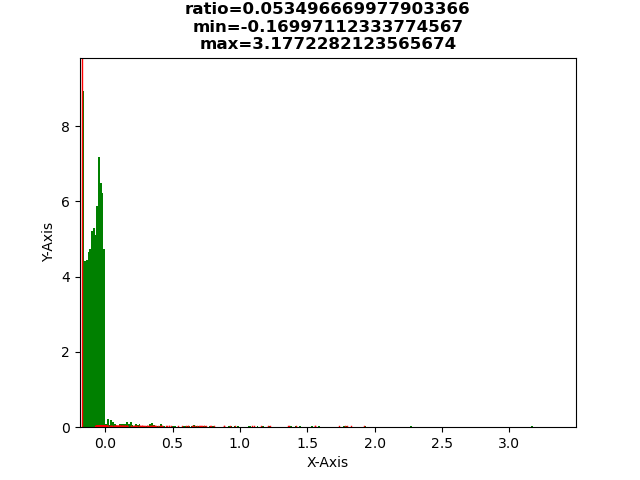 ratio=0.053496669977903366
min=-0.16997112333774567
max=3.1772282123565674
8
6
4
2
0
Y-Axis
0.0 0.5 1.0 1.5 2.0 2.5 3.0
X-Axis